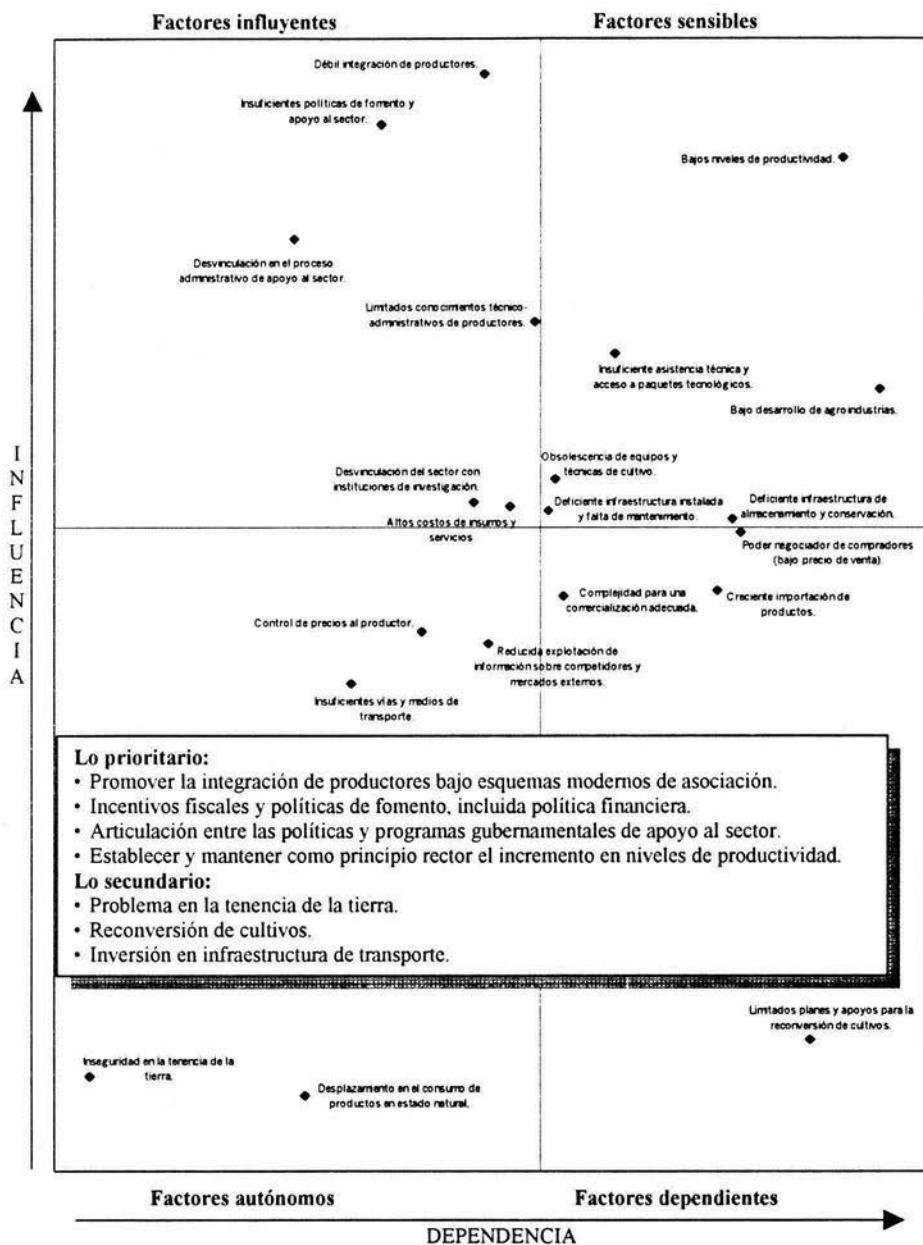 Factores influyentes
Factores sensibles
Débil integración de productores.
Insuficientes políticas de fomento y
apoyo al sector.
Bajos niveles de productividad.
Desvinculación en el proceso
administrativo de apoyo al sector.
Limitados conocimientos técnico-
administrativos de productores.
Insuficiente asistencia técnica y
acceso a paquetes tecnológicos.
Bajo desarrollo de agroindustrias.
Obsolescencia de equipos y
técnicas de cultivo.
Desvinculación del sector con
instituciones de investigación.
Altos costos de insumos y
servicios
Deficiente infraestructura instalada
y falta de mantenimiento.
Deficiente infraestructura de
almacenamiento y conservación.
Poder negociador de compradores
(bajo precio de venta).
Complejidad para una
comercialización adecuada.
Creciente importación de
productos.
Control de precios al productor.
Reducida explotación de
información sobre competidores y
mercados externos.
Insuficientes vías y medios de
transporte.
INFLUENCIA
Lo prioritario:
• Promover la integración de productores bajo esquemas modernos de asociación.
• Incentivos fiscales y políticas de fomento, incluida política financiera.
• Articulación entre las políticas y programas gubernamentales de apoyo al sector.
• Establecer y mantener como principio rector el incremento en niveles de productividad.
Lo secundario:
• Problema en la tenencia de la tierra.
• Reconversión de cultivos.
• Inversión en infraestructura de transporte.
Limitados planes y apoyos para la
reconversión de cultivos.
Inseguridad en la tenencia de la
tierra.
Desplazamiento en el consumo de
productos en estado natural.
Factores autónomos
Factores dependientes
DEPENDENCIA